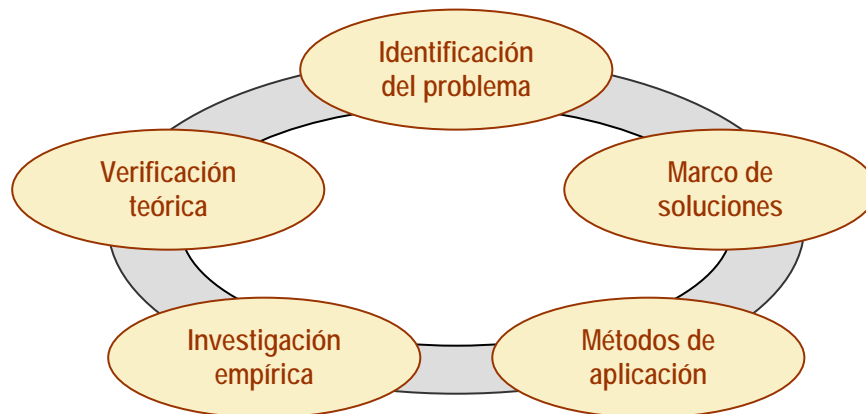 Identificación
del problema
Verificación
teórica
Marco de
soluciones
Investigación
empírica
Métodos de
aplicación